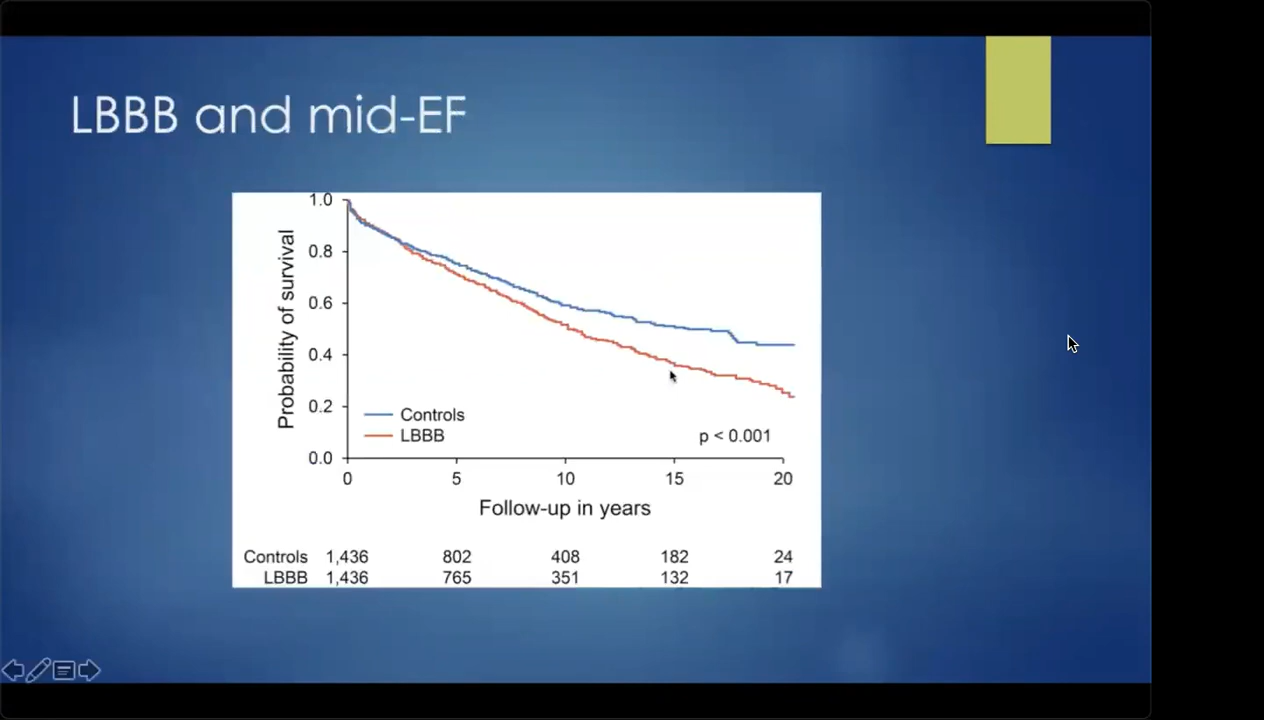 LBBB and mid-EF
Probability of survival
1.0
0.8
0.6
0.4
0.2
0.0
Controls
LBBB
p < 0.001
0 5 10 15 20
Follow-up in years
Controls 1,436 802 408 182 24
LBBB 1,436 765 351 132 17